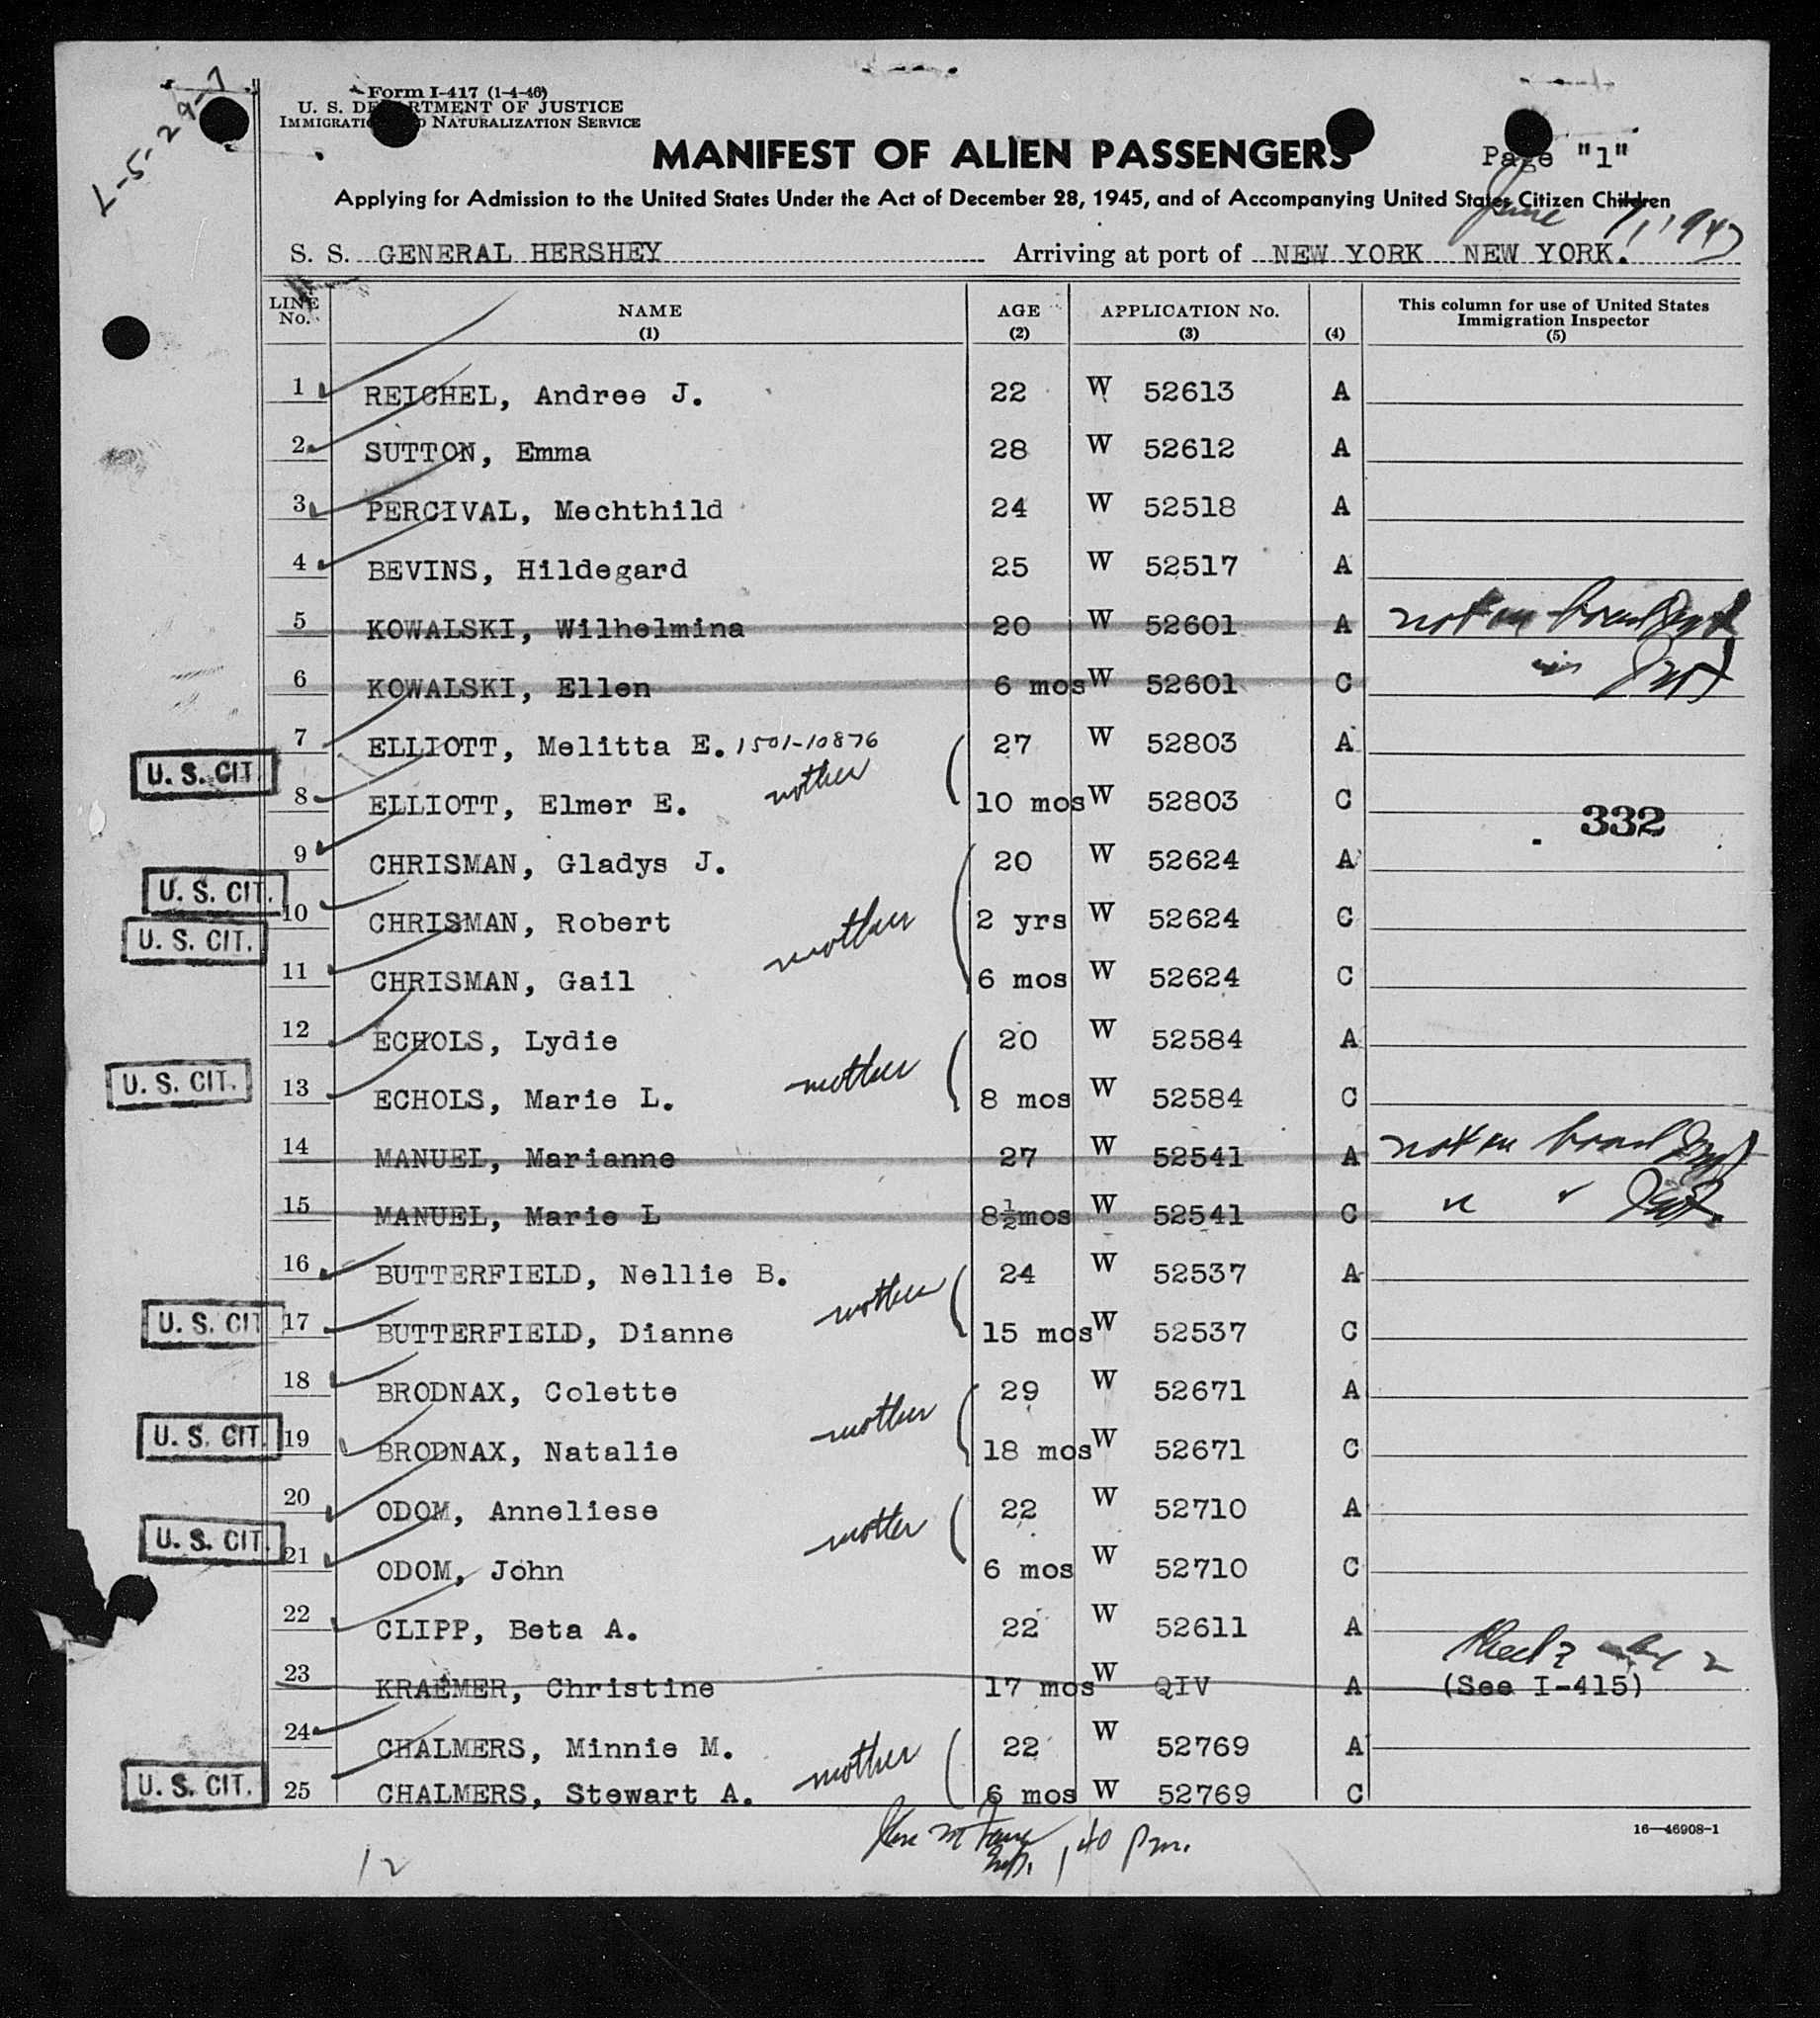 L-5-29-7
Form I-417 (1-4-46)
U. S. DEPARTMENT OF JUSTICE
IMMIGRATION AND NATURALIZATION SERVICE
MANIFEST OF ALIEN PASSENGERS
Page "1"
Applying for Admission to the United States Under the Act of December 28, 1945, and of Accompanying United States Citizen Children
June 7, 1947
S. S. GENERAL HERSHEY Arriving at port of NEW YORK NEW YORK.
LINE No. NAME (1) AGE (2) APPLICATION No. (3) (4) This column for use of United States Immigration Inspector (5)
1 REICHEL, Andree J. 22 W 52613 A
2 SUTTON, Emma 28 W 52612 A
3 PERCIVAL, Mechthild 24 W 52518 A
4 BEVINS, Hildegard 25 W 52517 A
5 KOWALSKI, Wilhelmina 20 W 52601 A not on board
6 KOWALSKI, Ellen 6 mos W 52601 C
7 ELLIOTT, Melitta E. 1501-10876 27 W 52803 A
U. S. CIT.
8 ELLIOTT, Elmer E. mother 10 mos W 52803 C
332
9 CHRISMAN, Gladys J. 20 W 52624 A
U. S. CIT.
10 CHRISMAN, Robert mother 2 yrs W 52624 C
U. S. CIT.
11 CHRISMAN, Gail 6 mos W 52624 C
12 ECHOLS, Lydie 20 W 52584 A
U. S. CIT.
13 ECHOLS, Marie L. mother 8 mos W 52584 C
14 MANUEL, Marianne 27 W 52541 A not on board
15 MANUEL, Marie L 8½mos W 52541 C
16 BUTTERFIELD, Nellie B. 24 W 52537 A
U. S. CIT
17 BUTTERFIELD, Dianne mother 15 mos W 52537 C
18 BRODNAX, Colette 29 W 52671 A
U. S. CIT.
19 BRODNAX, Natalie mother 18 mos W 52671 C
20 ODOM, Anneliese 22 W 52710 A
U. S. CIT.
21 ODOM, John mother 6 mos W 52710 C
22 CLIPP, Beta A. 22 W 52611 A
23 KRAEMER, Christine 17 mos W QIV A (See I-415)
24 CHALMERS, Minnie M. 22 W 52769 A
U. S. CIT.
25 CHALMERS, Stewart A. mother 6 mos W 52769 C
1,40 pm.
16—46908-1
12